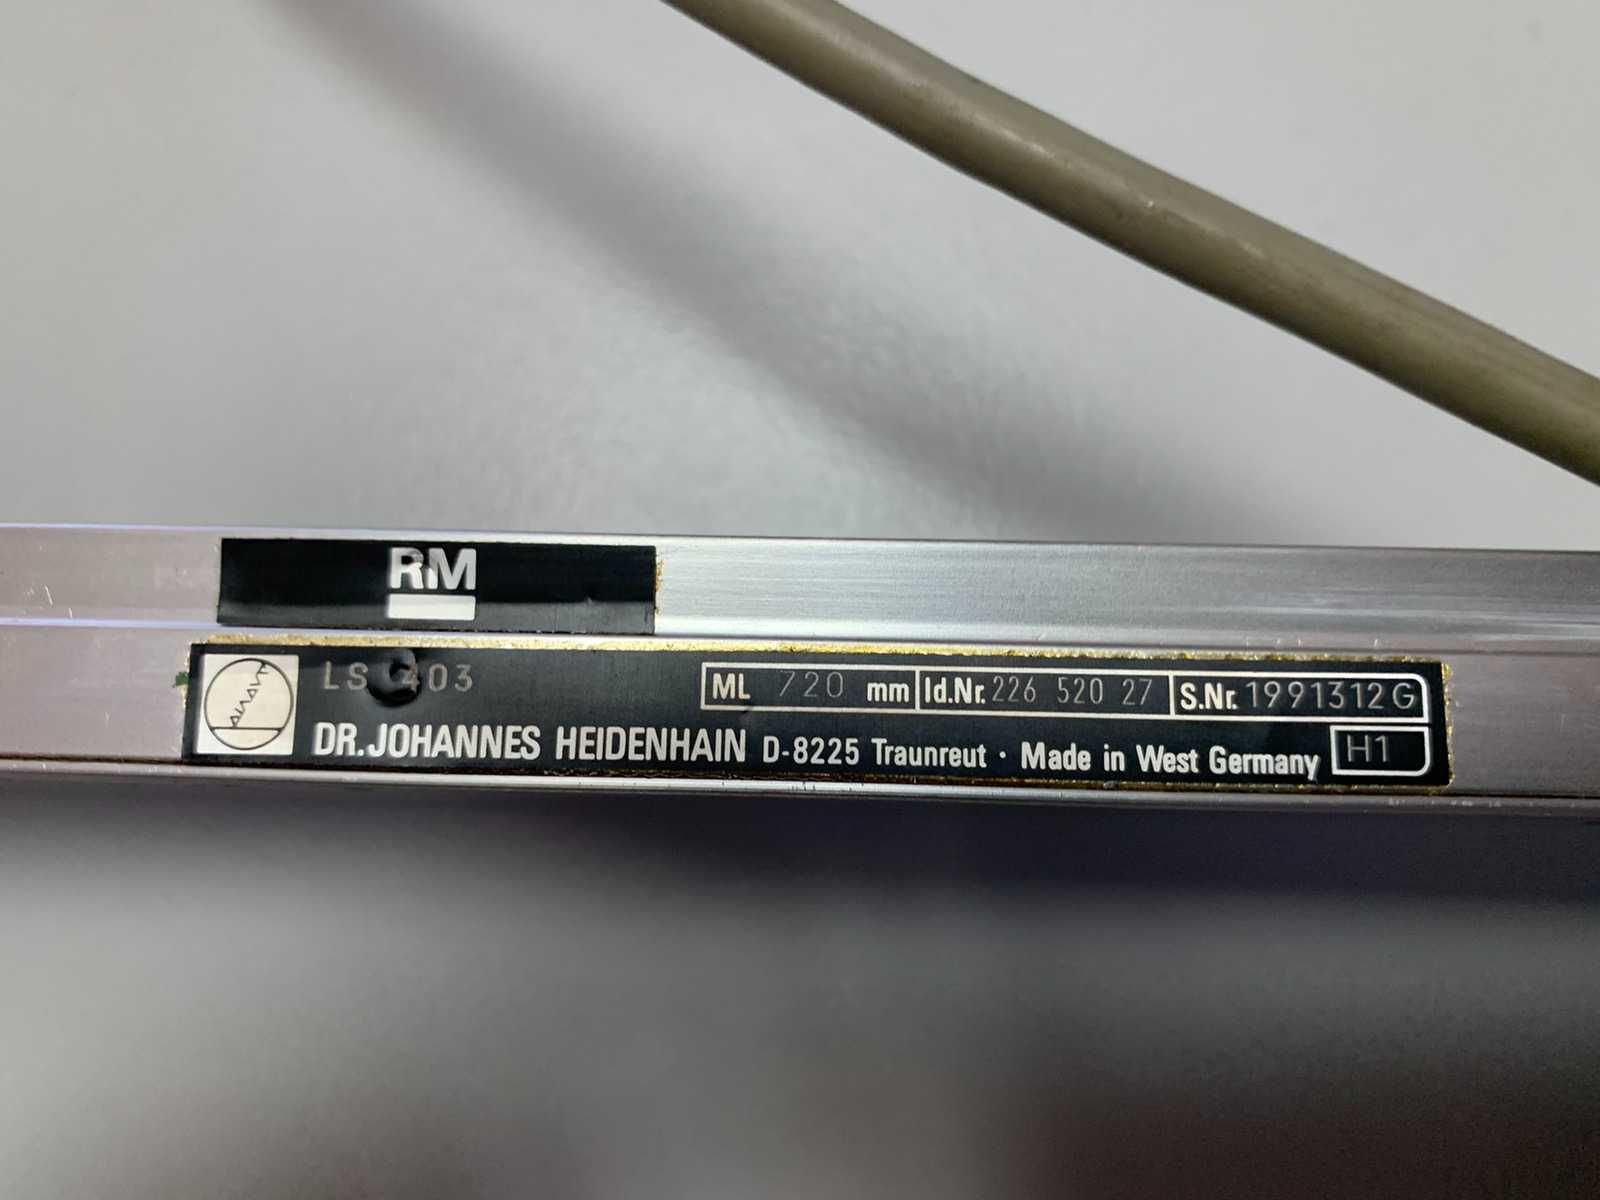 RM
LS 403
ML 720 mm Id.Nr. 226 520 27 S.Nr. 1991312 G
DR. JOHANNES HEIDENHAIN D-8225 Traunreut · Made in West Germany H1